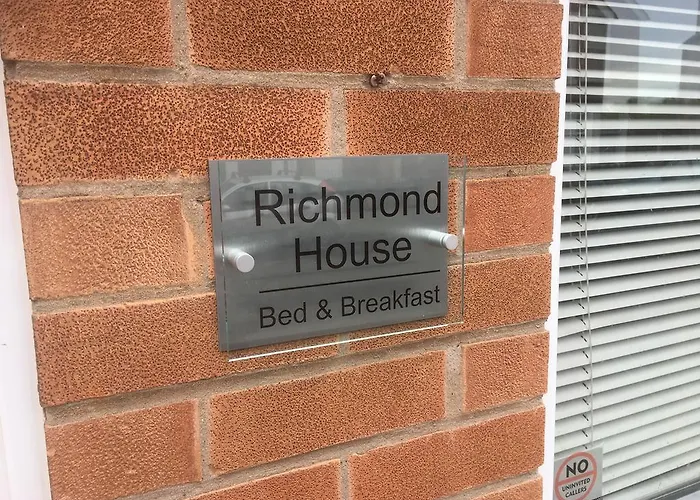 Richmond
House
Bed & Breakfast
NO
UNINVITED
CALLERS